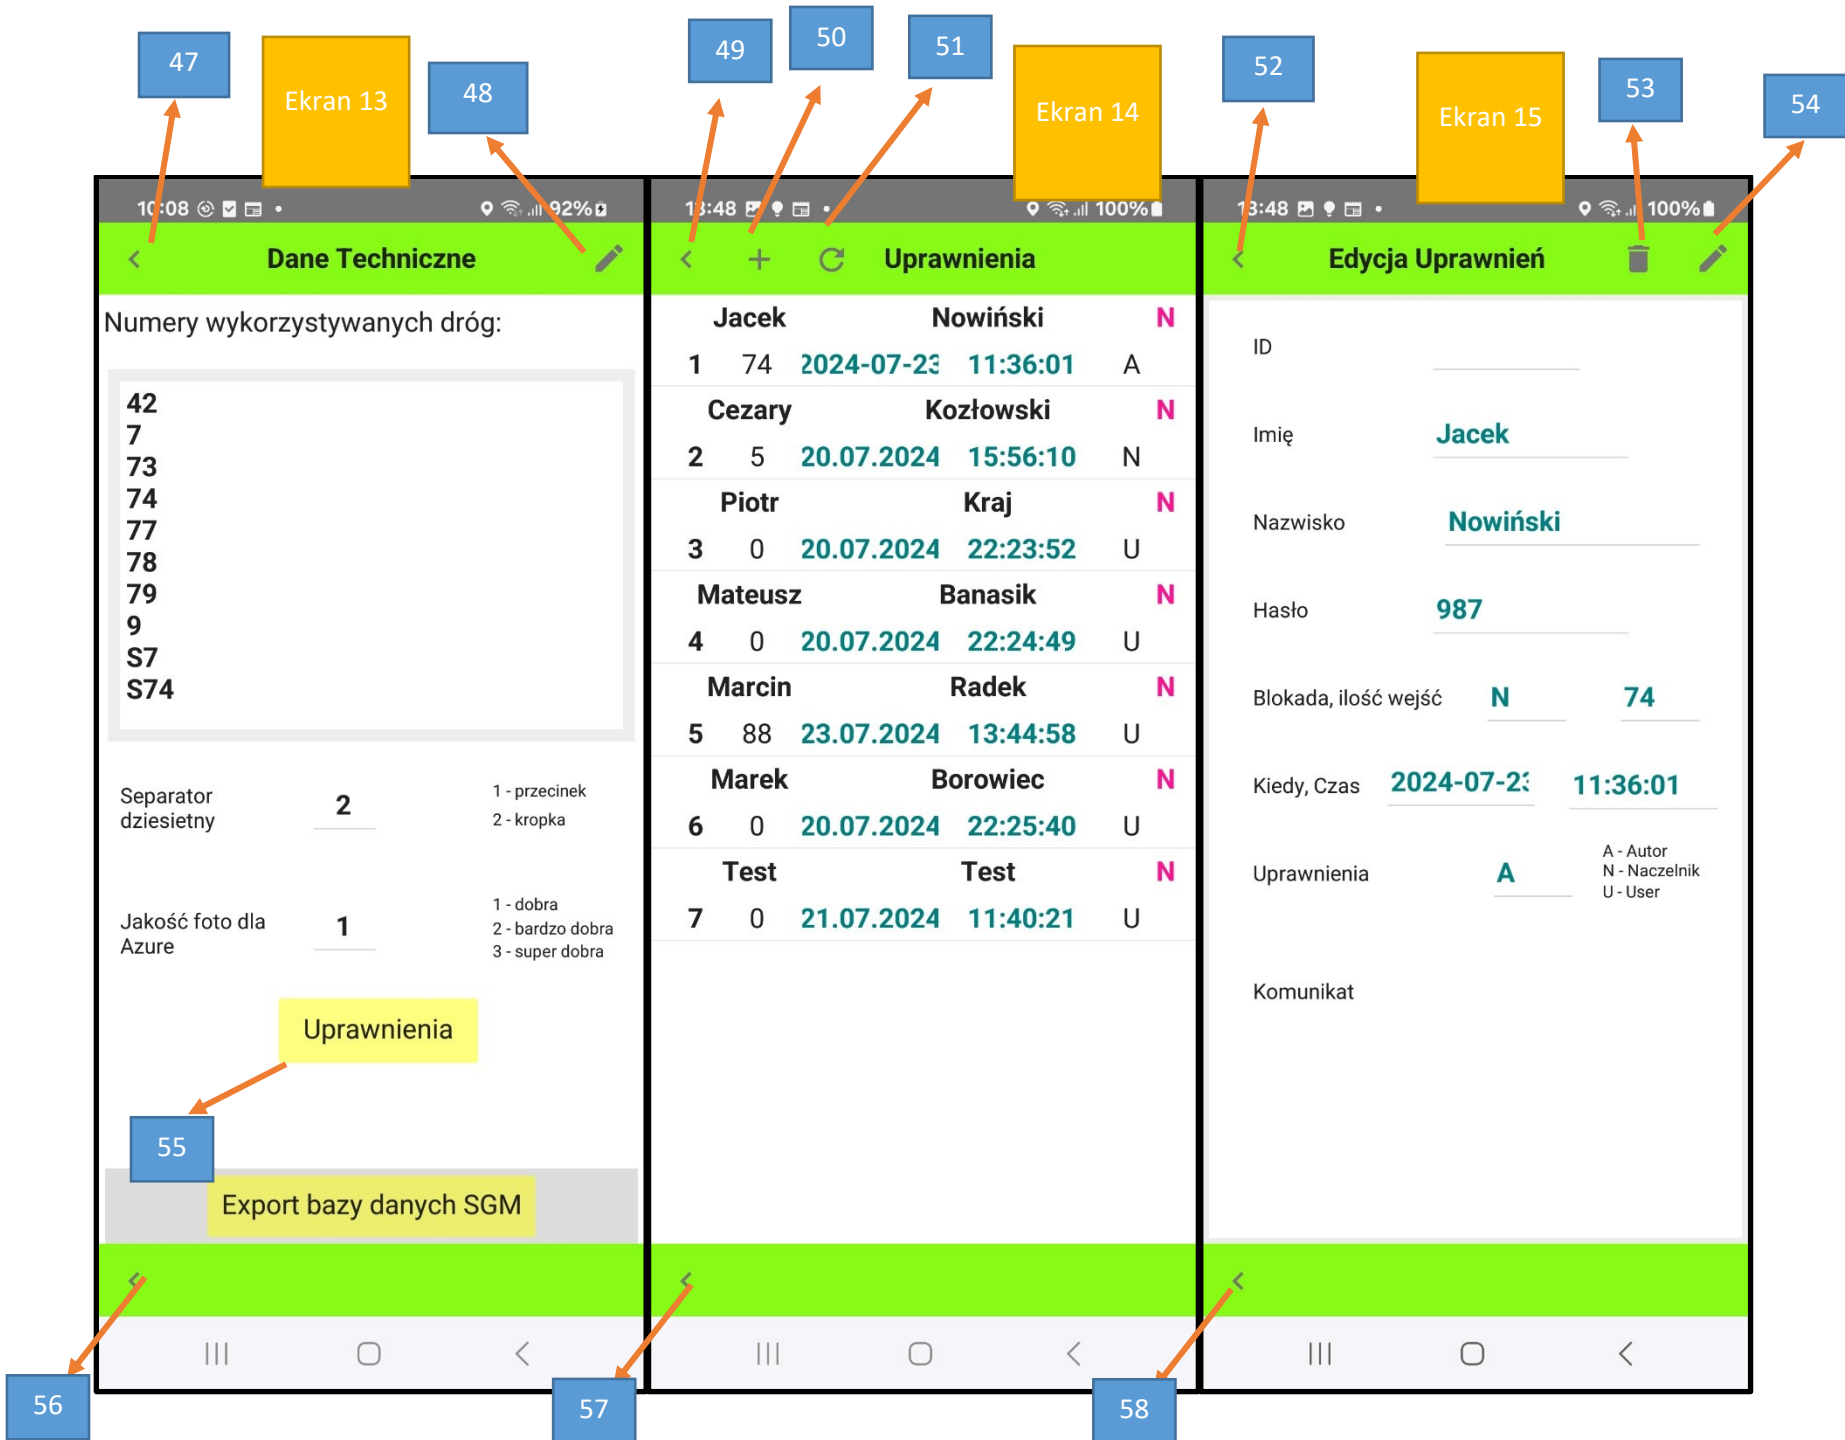 47
Ekran 13
48
49
50
51
Ekran 14
52
Ekran 15
53
54
10:08
92%
Dane Techniczne
Numery wykorzystywanych dróg:
42
7
73
74
77
78
79
9
S7
S74
Separator
dziesietny
2
1 - przecinek
2 - kropka
Jakość foto dla
Azure
1
1 - dobra
2 - bardzo dobra
3 - super dobra
Uprawnienia
55
Export bazy danych SGM
56
13:48
100%
Uprawnienia
Jacek Nowiński N
1 74 2024-07-23 11:36:01 A
Cezary Kozłowski N
2 5 20.07.2024 15:56:10 N
Piotr Kraj N
3 0 20.07.2024 22:23:52 U
Mateusz Banasik N
4 0 20.07.2024 22:24:49 U
Marcin Radek N
5 88 23.07.2024 13:44:58 U
Marek Borowiec N
6 0 20.07.2024 22:25:40 U
Test Test N
7 0 21.07.2024 11:40:21 U
57
13:48
100%
Edycja Uprawnień
ID
Imię Jacek
Nazwisko Nowiński
Hasło 987
Blokada, ilość wejść N 74
Kiedy, Czas 2024-07-23 11:36:01
Uprawnienia A
A - Autor
N - Naczelnik
U - User
Komunikat
58